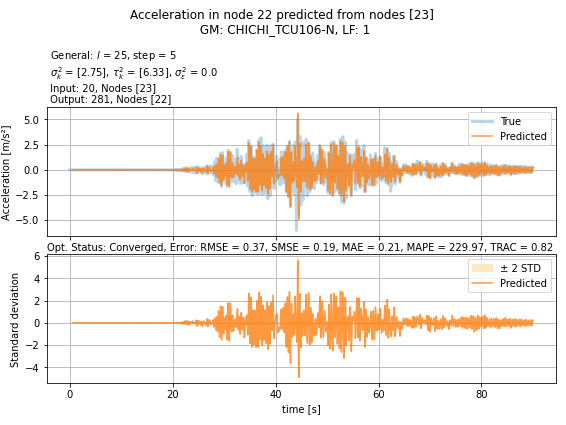 Acceleration in node 22 predicted from nodes [23]
GM: CHICHI_TCU106-N, LF: 1
General: l = 25, step = 5
σ²ₖ = [2.75], τ²ₖ = [6.33], σ²ε = 0.0
Input: 20, Nodes [23]
Output: 281, Nodes [22]
Acceleration [m/s²]
5.0
2.5
0.0
−2.5
−5.0
True
Predicted
Opt. Status: Converged, Error: RMSE = 0.37, SMSE = 0.19, MAE = 0.21, MAPE = 229.97, TRAC = 0.82
Standard deviation
6
4
2
0
−2
−4
± 2 STD
Predicted
0 20 40 60 80
time [s]